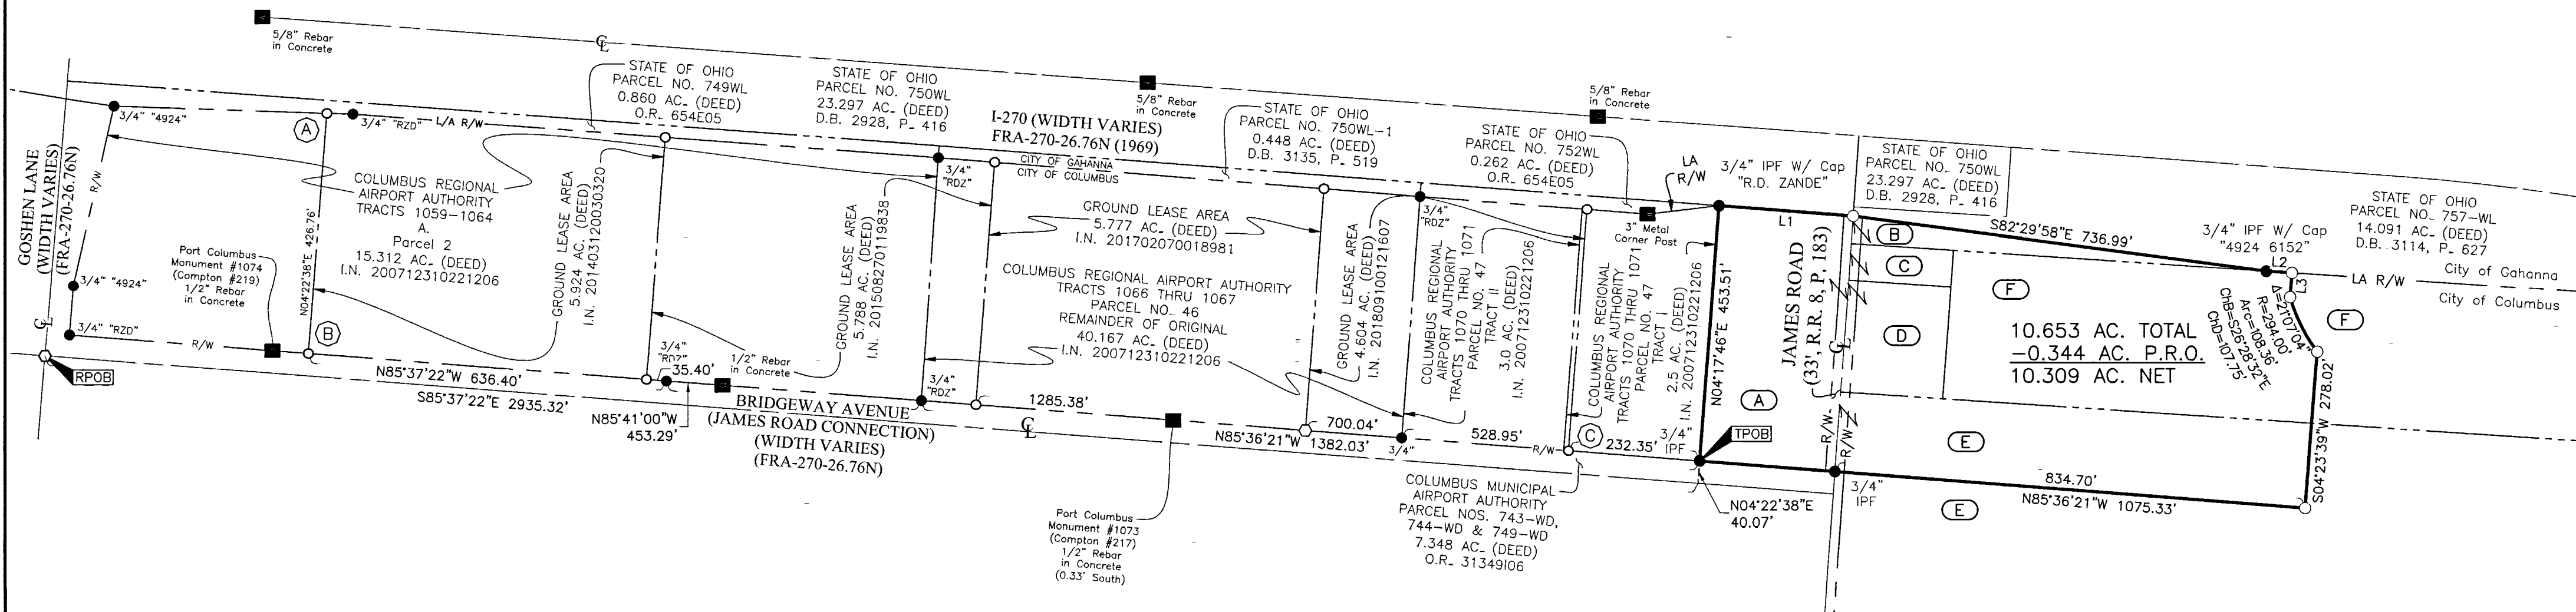 5/8" Rebar
in Concrete
STATE OF OHIO
PARCEL NO. 749WL
0.860 AC. (DEED)
O.R. 654E05
STATE OF OHIO
PARCEL NO. 750WL
23.297 AC. (DEED)
D.B. 2928, P. 416
5/8" Rebar
in Concrete
I-270 (WIDTH VARIES)
FRA-270-26.76N (1969)
CITY OF GAHANNA
CITY OF COLUMBUS
STATE OF OHIO
PARCEL NO. 750WL-1
0.448 AC. (DEED)
D.B. 3135, P. 519
5/8" Rebar
in Concrete
STATE OF OHIO
PARCEL NO. 752WL
0.262 AC. (DEED)
O.R. 654E05
LA
R/W
3/4" IPF W/ Cap
"R.D. ZANDE"
STATE OF OHIO
PARCEL NO. 750WL
23.297 AC. (DEED)
D.B. 2928, P. 416
STATE OF OHIO
PARCEL NO. 757-WL
14.091 AC. (DEED)
D.B. 3114, P. 627
3/4" IPF W/ Cap
"4924 6152"
S82°29'58"E 736.99'
LA R/W
City of Gahanna
City of Columbus
GOSHEN LANE
(WIDTH VARIES)
(FRA-270-26.76N)
3/4" "4924"
R/W
A
3/4" "RZD"
L/A R/W
3/4" "4924"
3/4" "RZD"
R/W
RPOB
Port Columbus
Monument #1074
(Compton #219)
1/2" Rebar
in Concrete
N04°22'38"E 426.76'
B
COLUMBUS REGIONAL
AIRPORT AUTHORITY
TRACTS 1059-1064
A.
Parcel 2
15.312 AC. (DEED)
I.N. 200712310221206
GROUND LEASE AREA
5.924 AC. (DEED)
I.N. 201403120030320
3/4"
"RDZ"
35.40'
1/2" Rebar
in Concrete
GROUND LEASE AREA
5.788 AC. (DEED)
I.N. 201508270119838
3/4"
"RDZ"
3/4"
"RDZ"
GROUND LEASE AREA
5.777 AC. (DEED)
I.N. 201702070018981
COLUMBUS REGIONAL AIRPORT AUTHORITY
TRACTS 1066 THRU 1067
PARCEL NO. 46
REMAINDER OF ORIGINAL
40.167 AC. (DEED)
I.N. 200712310221206
GROUND LEASE AREA
4.604 AC. (DEED)
I.N. 201809100121607
3/4"
"RDZ"
COLUMBUS REGIONAL
AIRPORT AUTHORITY
TRACTS 1070 THRU 1071
PARCEL NO. 47
TRACT II
3.0 AC. (DEED)
I.N. 200712310221206
3" Metal
Corner Post
COLUMBUS REGIONAL
AIRPORT AUTHORITY
TRACTS 1070 THRU 1071
PARCEL NO. 47
TRACT I
2.5 AC. (DEED)
I.N. 200712310221206
N04°17'46"E 453.51'
L1
JAMES ROAD
(33', R.R. 8, P. 183)
A
B
C
D
E
E
F
F
L2
L3
Δ=21°07'04"
R=294.00'
Arc=108.36'
ChB=S26°28'32"E
ChD=107.75'
10.653 AC. TOTAL
-0.344 AC. P.R.O.
10.309 AC. NET
S04°23'39"W 278.02'
N85°37'22"W 636.40'
S85°37'22"E 2935.32'
N85°41'00"W
453.29'
BRIDGEWAY AVENUE
(JAMES ROAD CONNECTION)
(WIDTH VARIES)
(FRA-270-26.76N)
1285.38'
700.04'
N85°36'21"W 1382.03'
3/4"
528.95'
R/W
C
232.35'
3/4"
IPF
TPOB
R/W
R/W
3/4"
IPF
834.70'
N85°36'21"W 1075.33'
N04°22'38"E
40.07'
Port Columbus
Monument #1073
(Compton #217)
1/2" Rebar
in Concrete
(0.33' South)
COLUMBUS MUNICIPAL
AIRPORT AUTHORITY
PARCEL NOS. 743-WD,
744-WD & 749-WD
7.348 AC. (DEED)
O.R. 31349I06